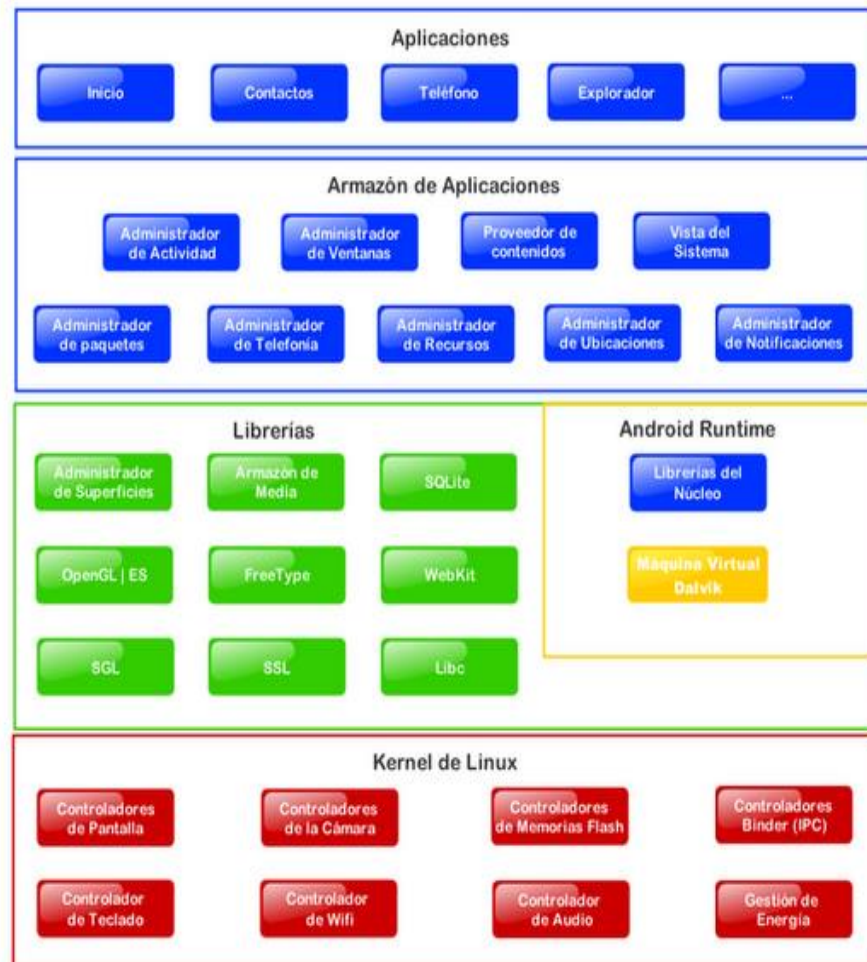 Aplicaciones
Inicio
Contactos
Teléfono
Explorador
...
Armazón de Aplicaciones
Administrador
de Actividad
Administrador
de Ventanas
Proveedor de
contenidos
Vista del
Sistema
Administrador
de paquetes
Administrador
de Telefonía
Administrador
de Recursos
Administrador
de Ubicaciones
Administrador
de Notificaciones
Librerías
Administrador
de Superficies
Armazón de
Media
SQLite
OpenGL | ES
FreeType
WebKit
SGL
SSL
Libc
Android Runtime
Librerías del
Núcleo
Máquina Virtual
Dalvik
Kernel de Linux
Controladores
de Pantalla
Controladores
de la Cámara
Controladores
de Memorias Flash
Controladores
Binder (IPC)
Controlador
de Teclado
Controlador
de Wifi
Controlador
de Audio
Gestión de
Energía